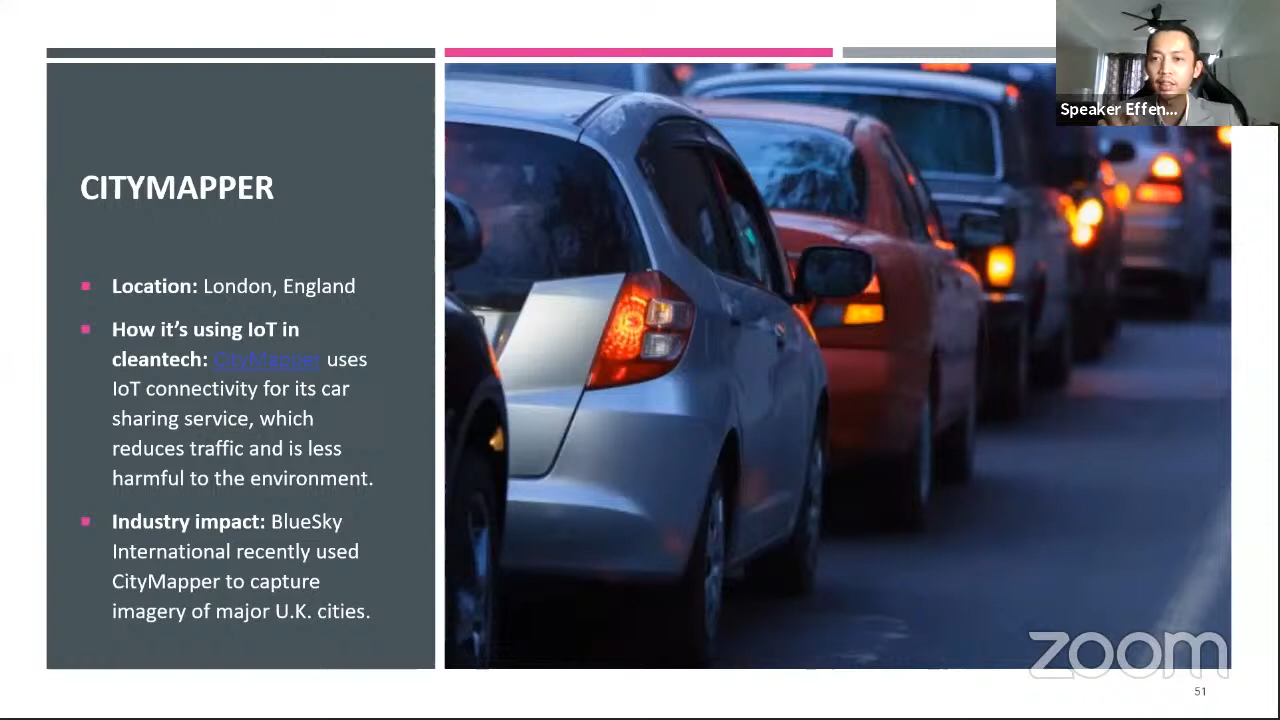 Speaker Effen...
CITYMAPPER
Location: London, England
How it’s using IoT in
cleantech: CityMapper uses
IoT connectivity for its car
sharing service, which
reduces traffic and is less
harmful to the environment.
Industry impact: BlueSky
International recently used
CityMapper to capture
imagery of major U.K. cities.
zoom
51